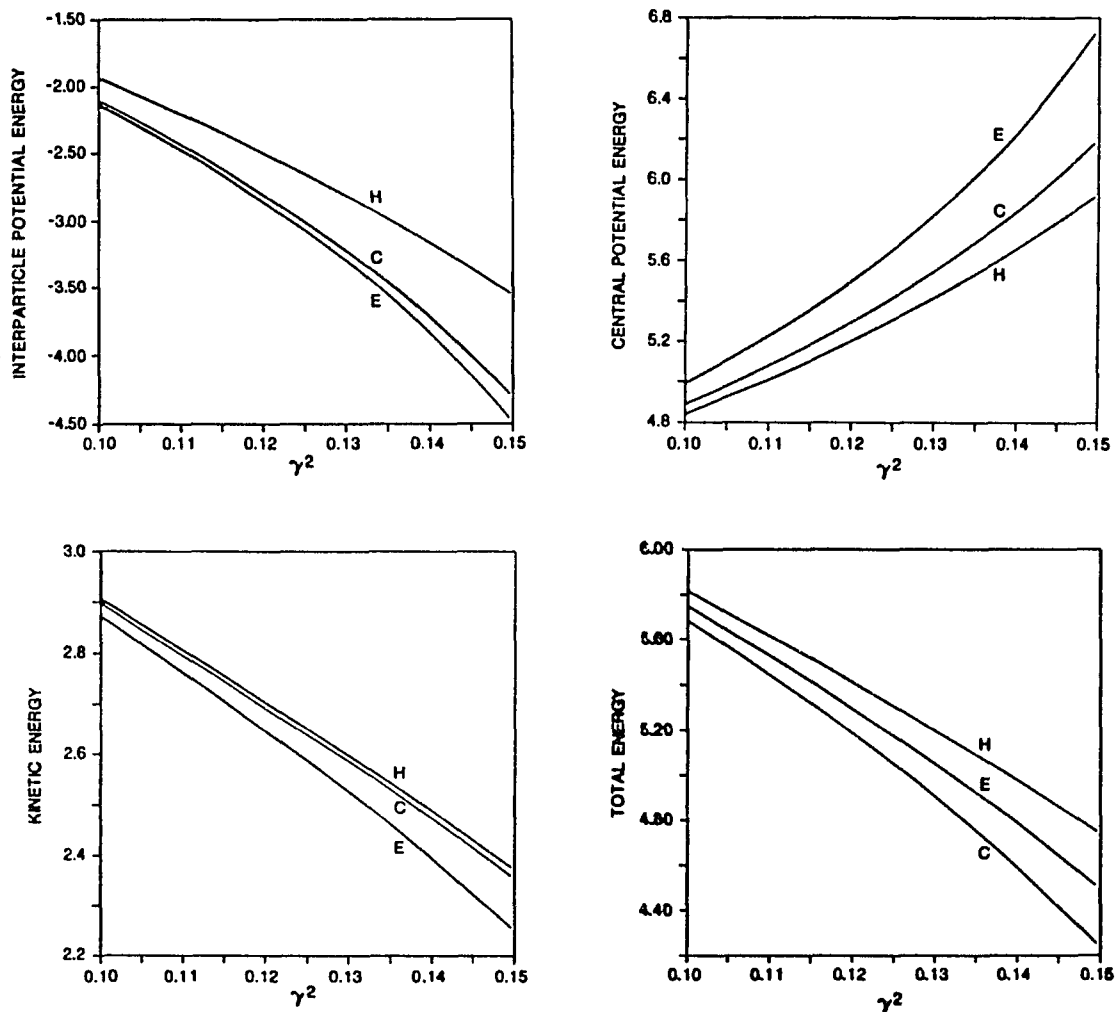 INTERPARTICLE POTENTIAL ENERGY
-1.50
-2.00
-2.50
-3.00
-3.50
-4.00
-4.50
H
C
E
0.10
0.11
0.12
0.13
0.14
0.15
γ²
CENTRAL POTENTIAL ENERGY
6.8
6.4
6.0
5.6
5.2
4.8
E
C
H
0.10
0.11
0.12
0.13
0.14
0.15
γ²
KINETIC ENERGY
3.0
2.8
2.6
2.4
2.2
H
C
E
0.10
0.11
0.12
0.13
0.14
0.15
γ²
TOTAL ENERGY
6.00
5.60
5.20
4.80
4.40
H
E
C
0.10
0.11
0.12
0.13
0.14
0.15
γ²